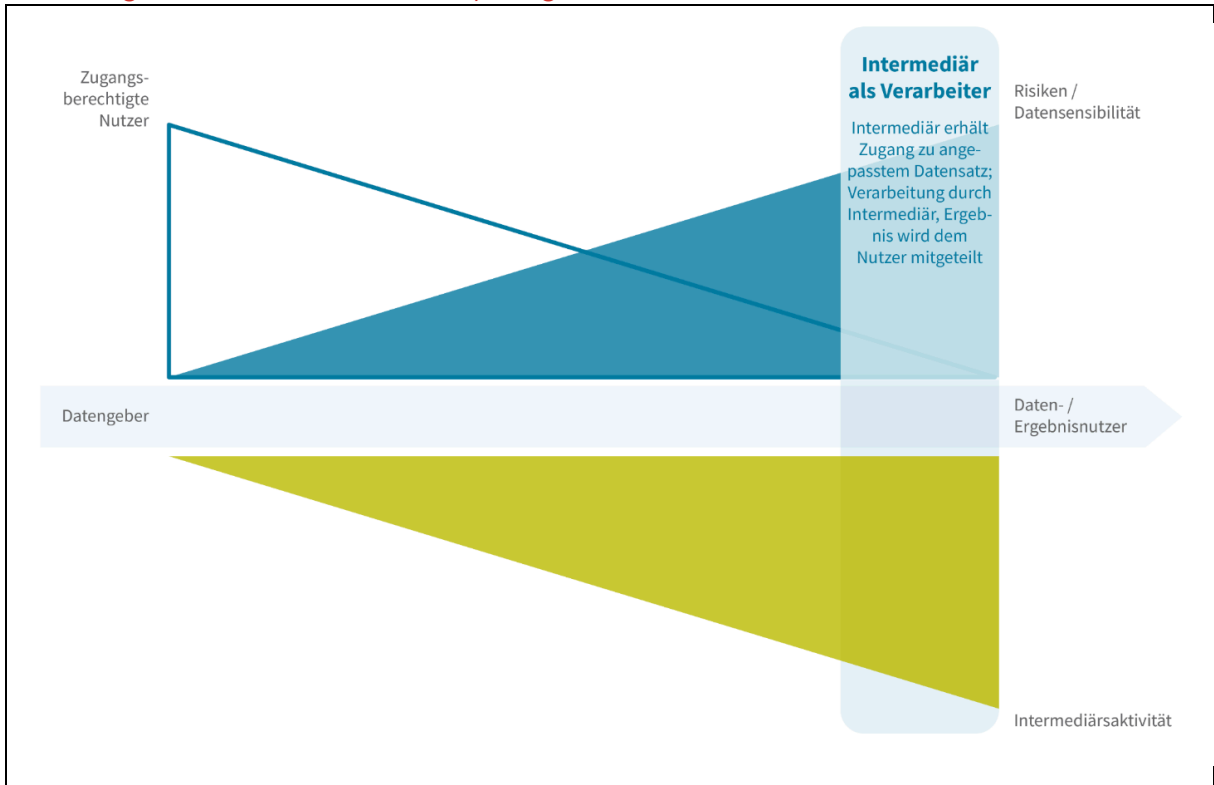 Zugangs-
berechtigte
Nutzer
Intermediär
als Verarbeiter
Intermediär erhält
Zugang zu ange-
passtem Datensatz;
Verarbeitung durch
Intermediär, Ergeb-
nis wird dem
Nutzer mitgeteilt
Risiken /
Datensensibilität
Datengeber
Daten- /
Ergebnisnutzer
Intermediärsaktivität